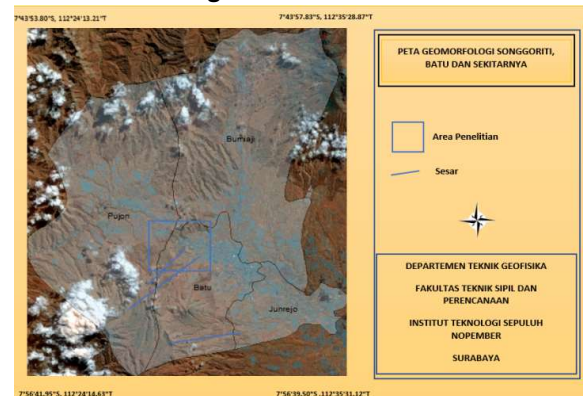 7°43'53.80"S, 112°24'13.21"T
7°43'57.83"S, 112°35'28.87"T
Bumiaji
Pujon
Batu
Junrejo
PETA GEOMORFOLOGI SONGGORITI,
BATU DAN SEKITARNYA
Area Penelitian
Sesar
DEPARTEMEN TEKNIK GEOFISIKA
FAKULTAS TEKNIK SIPIL DAN
PERENCANAAN
INSTITUT TEKNOLOGI SEPULUH
NOPEMBER
SURABAYA
7°56'41.95"S, 112°24'14.63"T
7°56'39.50"S ,112°35'31.12"T